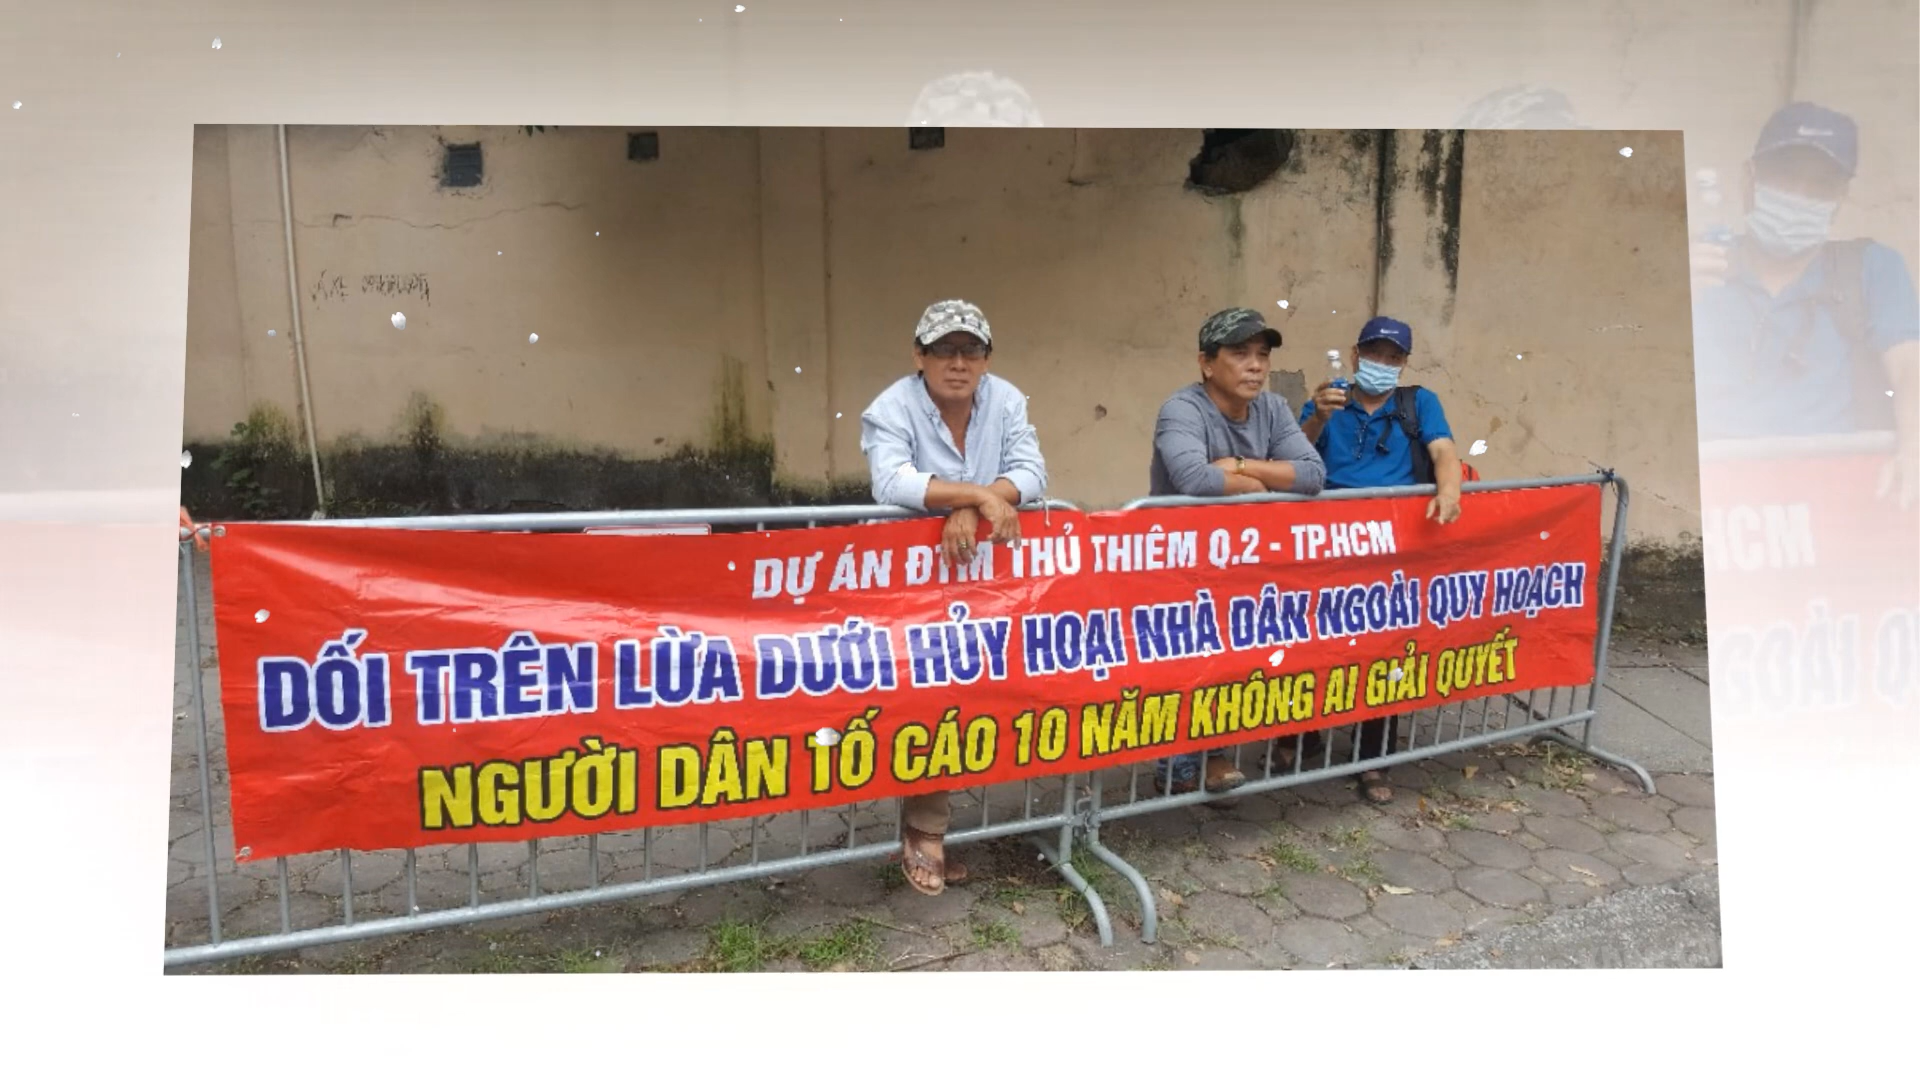 DỰ ÁN ĐTM THỦ THIÊM Q.2 - TP.HCM
DỐI TRÊN LỪA DƯỚI HỦY HOẠI NHÀ DÂN NGOÀI QUY HOẠCH
NGƯỜI DÂN TỐ CÁO 10 NĂM KHÔNG AI GIẢI QUYẾT